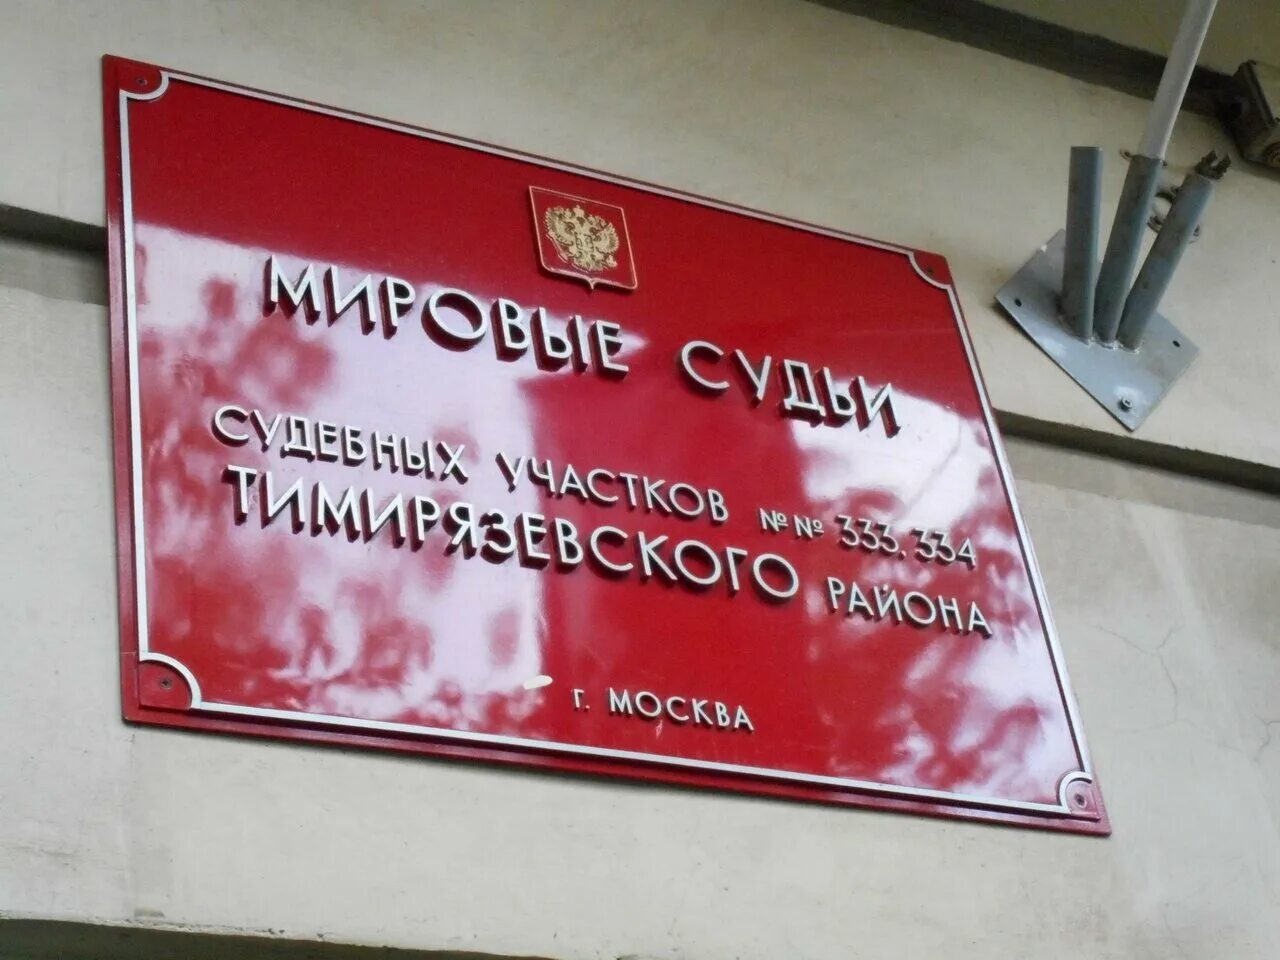 МИРОВЫЕ СУДЬИ
СУДЕБНЫХ УЧАСТКОВ №№ 333, 334
ТИМИРЯЗЕВСКОГО РАЙОНА
г. МОСКВА